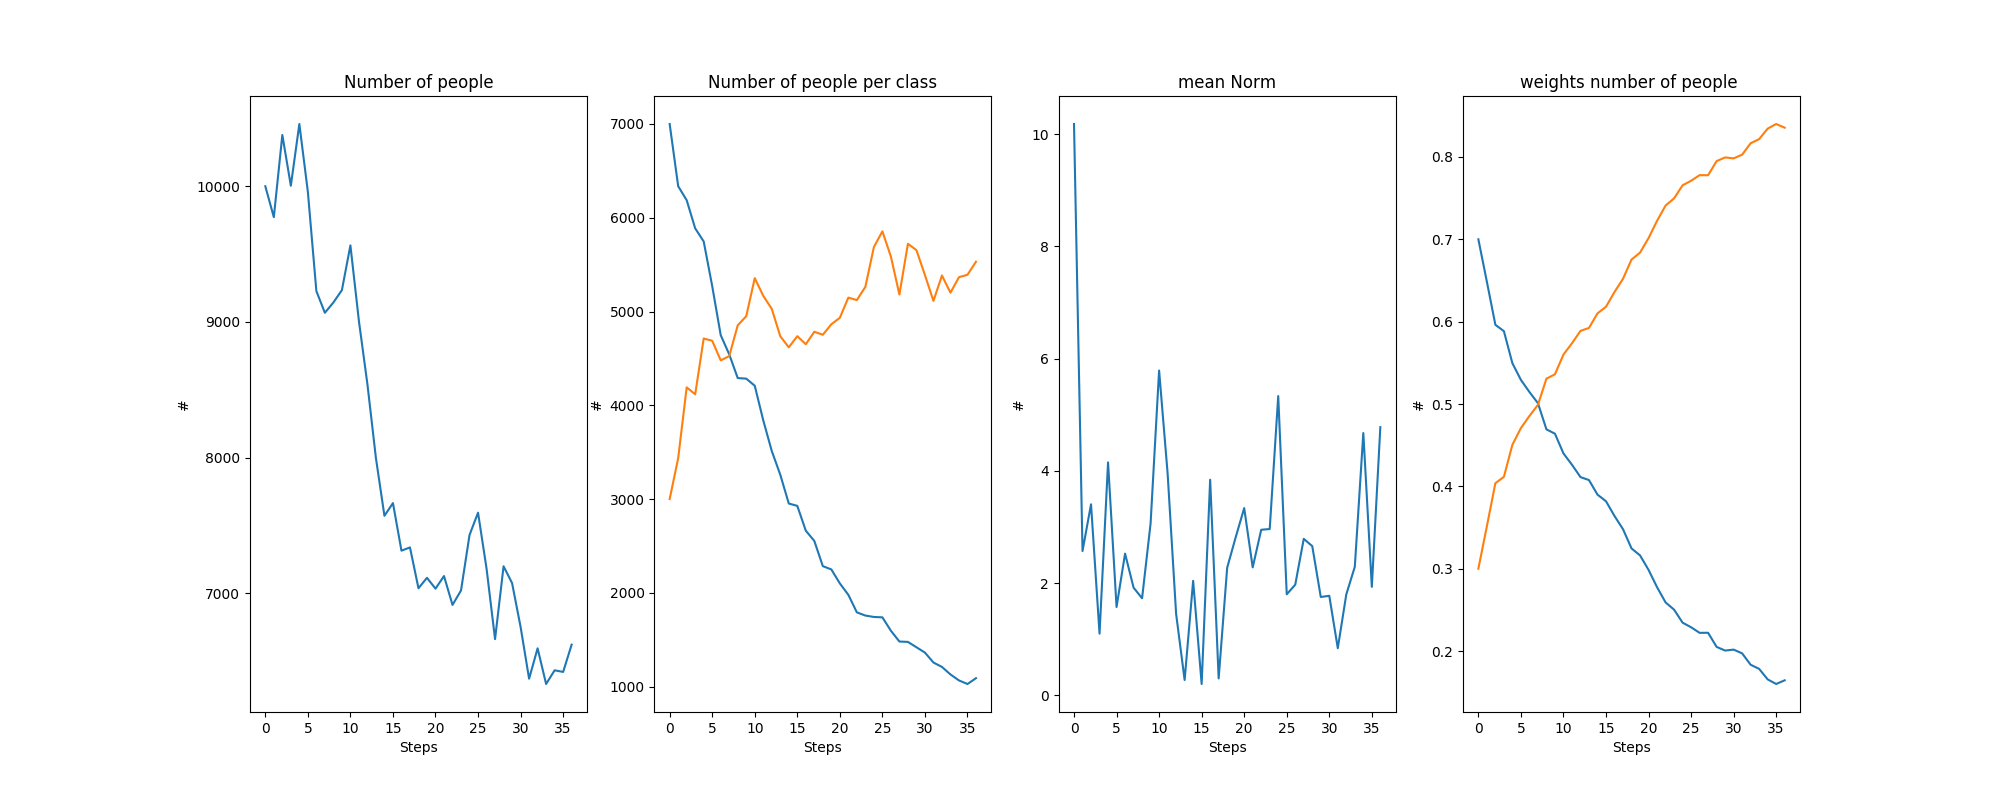 Number of people
#
10000
9000
8000
7000
0 5 10 15 20 25 30 35
Steps
Number of people per class
#
7000
6000
5000
4000
3000
2000
1000
0 5 10 15 20 25 30 35
Steps
mean Norm
#
10
8
6
4
2
0
0 5 10 15 20 25 30 35
Steps
weights number of people
#
0.8
0.7
0.6
0.5
0.4
0.3
0.2
0 5 10 15 20 25 30 35
Steps